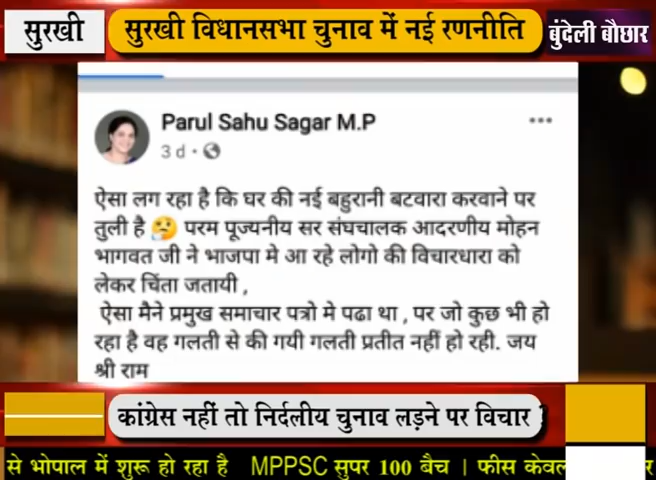 सुरखी
सुरखी विधानसभा चुनाव में नई रणनीति
बुंदेली बौछार
Parul Sahu Sagar M.P
3 d
ऐसा लग रहा है कि घर की नई बहुरानी बटवारा करवाने पर
तुली है 🤔 परम पूज्यनीय सर संघचालक आदरणीय मोहन
भागवत जी ने भाजपा मे आ रहे लोगो की विचारधारा को
लेकर चिंता जतायी ,
ऐसा मैने प्रमुख समाचार पत्रो मे पढा था , पर जो कुछ भी हो
रहा है वह गलती से की गयी गलती प्रतीत नहीं हो रही. जय
श्री राम
कांग्रेस नहीं तो निर्दलीय चुनाव लड़ने पर विचार
से भोपाल में शुरू हो रहा है MPPSC सुपर 100 बैच । फीस केवल